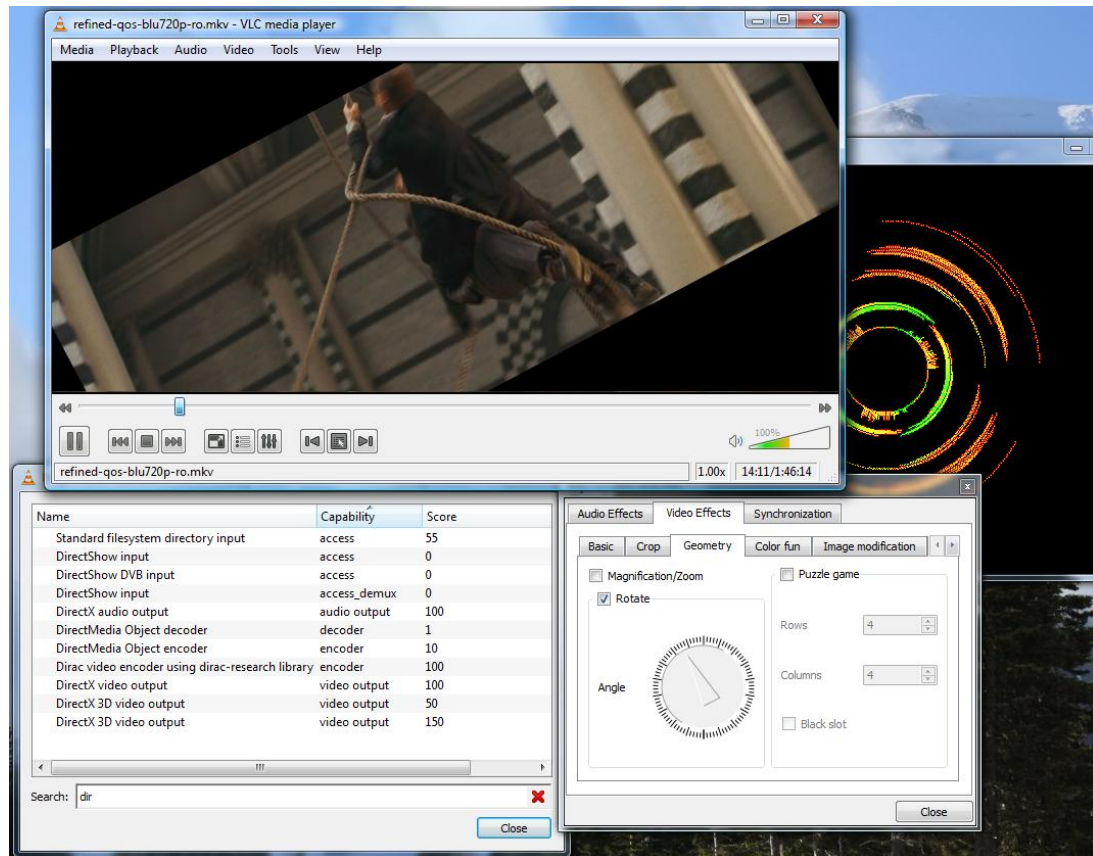 refined-qos-blu720p-ro.mkv - VLC media player
Media Playback Audio Video Tools View Help
100%
refined-qos-blu720p-ro.mkv 1.00x 14:11/1:46:14
Name Capability Score
Standard filesystem directory input access 55
DirectShow input access 0
DirectShow DVB input access 0
DirectShow input access_demux 0
DirectX audio output audio output 100
DirectMedia Object decoder decoder 1
DirectMedia Object encoder encoder 10
Dirac video encoder using dirac-research library encoder 100
DirectX video output video output 100
DirectX 3D video output video output 50
DirectX 3D video output video output 150
Search: dir
Close
Audio Effects Video Effects Synchronization
Basic Crop Geometry Color fun Image modification
Magnification/Zoom Puzzle game
Rotate
Rows 4
Angle
Columns 4
Black slot
Close